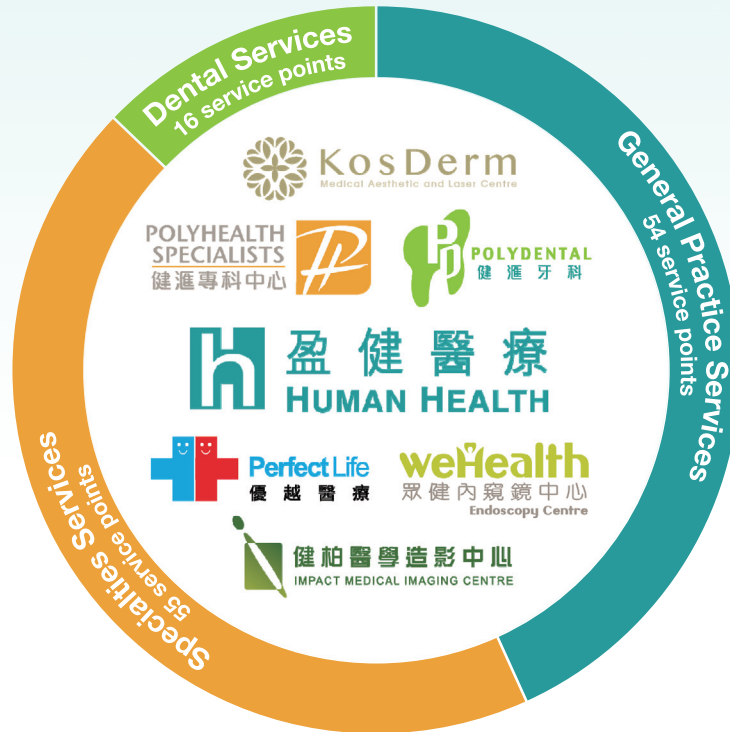 Dental Services
16 service points
General Practice Services
54 service points
KosDerm
Medical Aesthetic and Laser Centre
POLYHEALTH
SPECIALISTS
健滙專科中心
PH
PD
POLYDENTAL
健滙牙科
h
盈健醫療
HUMAN HEALTH
Perfect Life
優越醫療
weHealth
眾健內窺鏡中心
Endoscopy Centre
健柏醫學造影中心
IMPACT MEDICAL IMAGING CENTRE
Specialties Services
55 service points